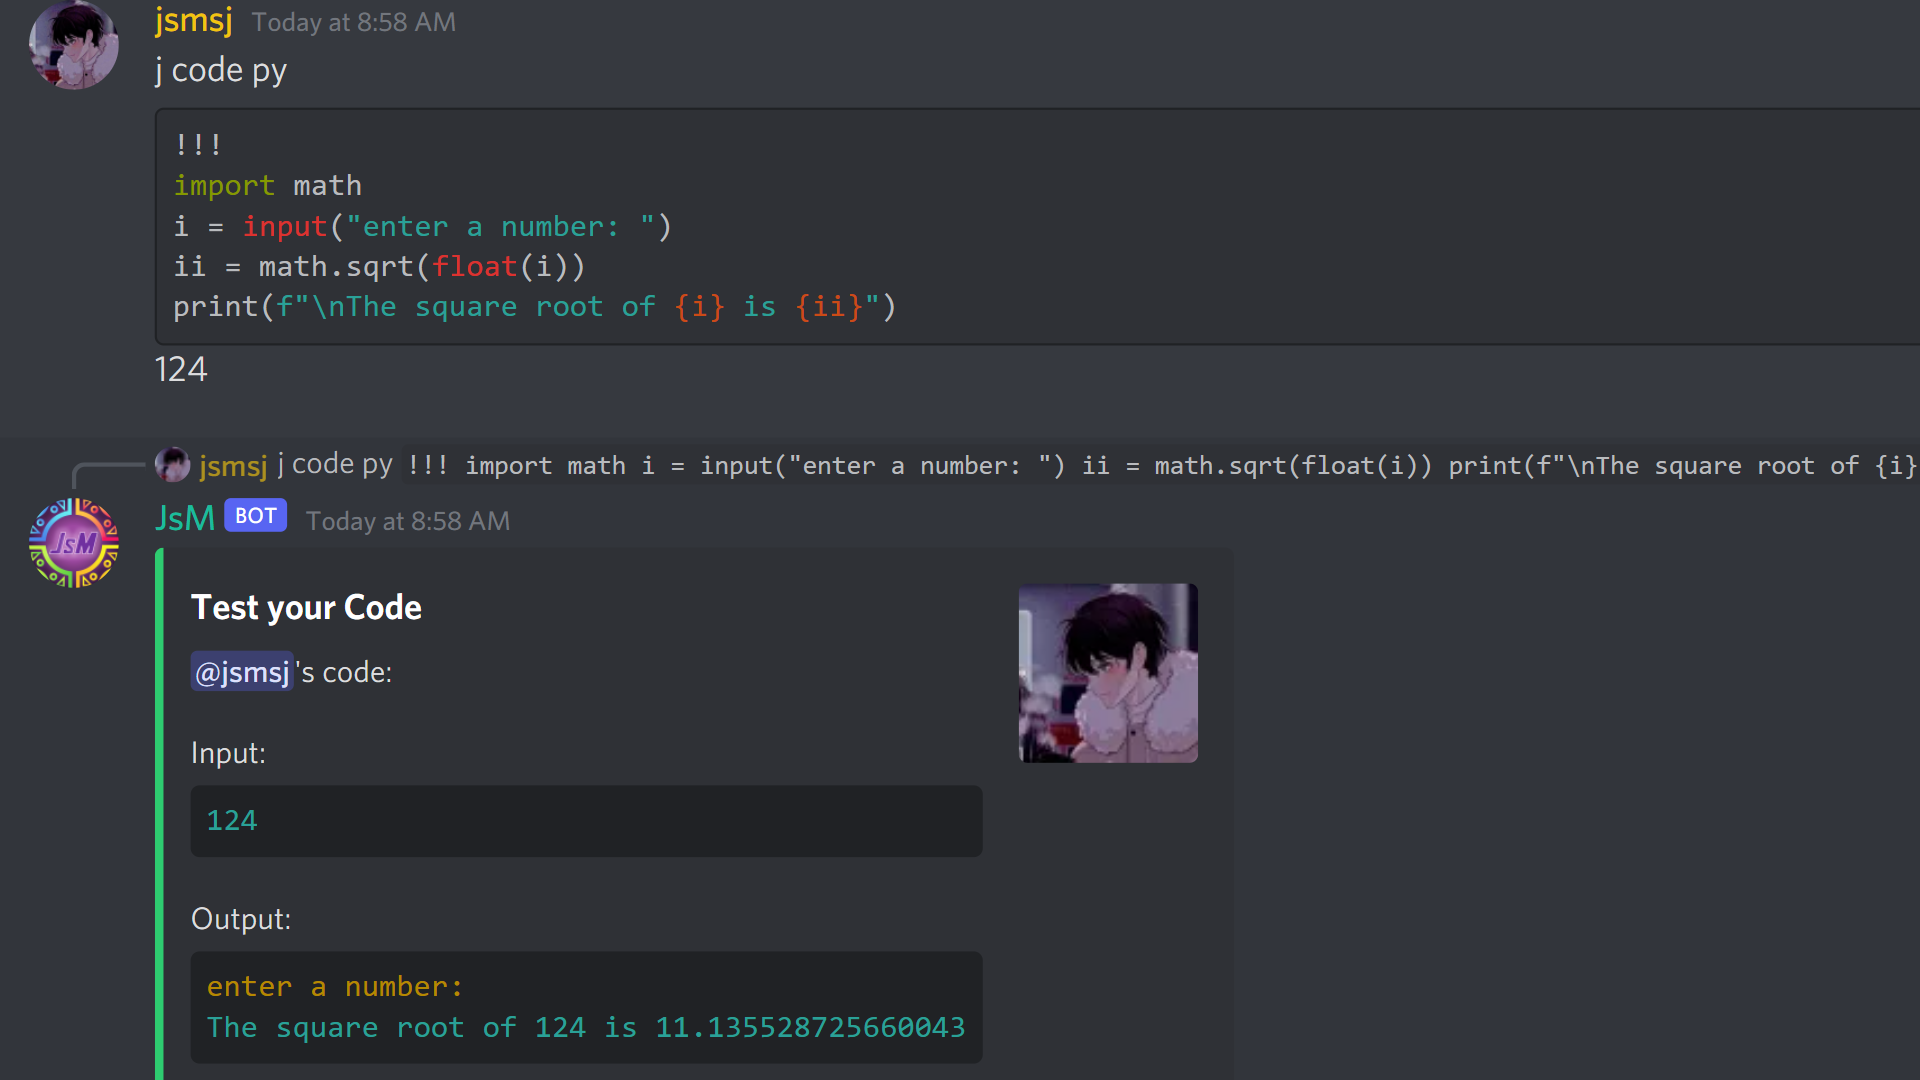 jsmsj Today at 8:58 AM
j code py
!!!
import math
i = input("enter a number: ")
ii = math.sqrt(float(i))
print(f"\nThe square root of {i} is {ii}")
124
jsmsj j code py !!! import math i = input("enter a number: ") ii = math.sqrt(float(i)) print(f"\nThe square root of {i}
JsM BOT Today at 8:58 AM
JsM
Test your Code
@jsmsj's code:
Input:
124
Output:
enter a number:
The square root of 124 is 11.135528725660043